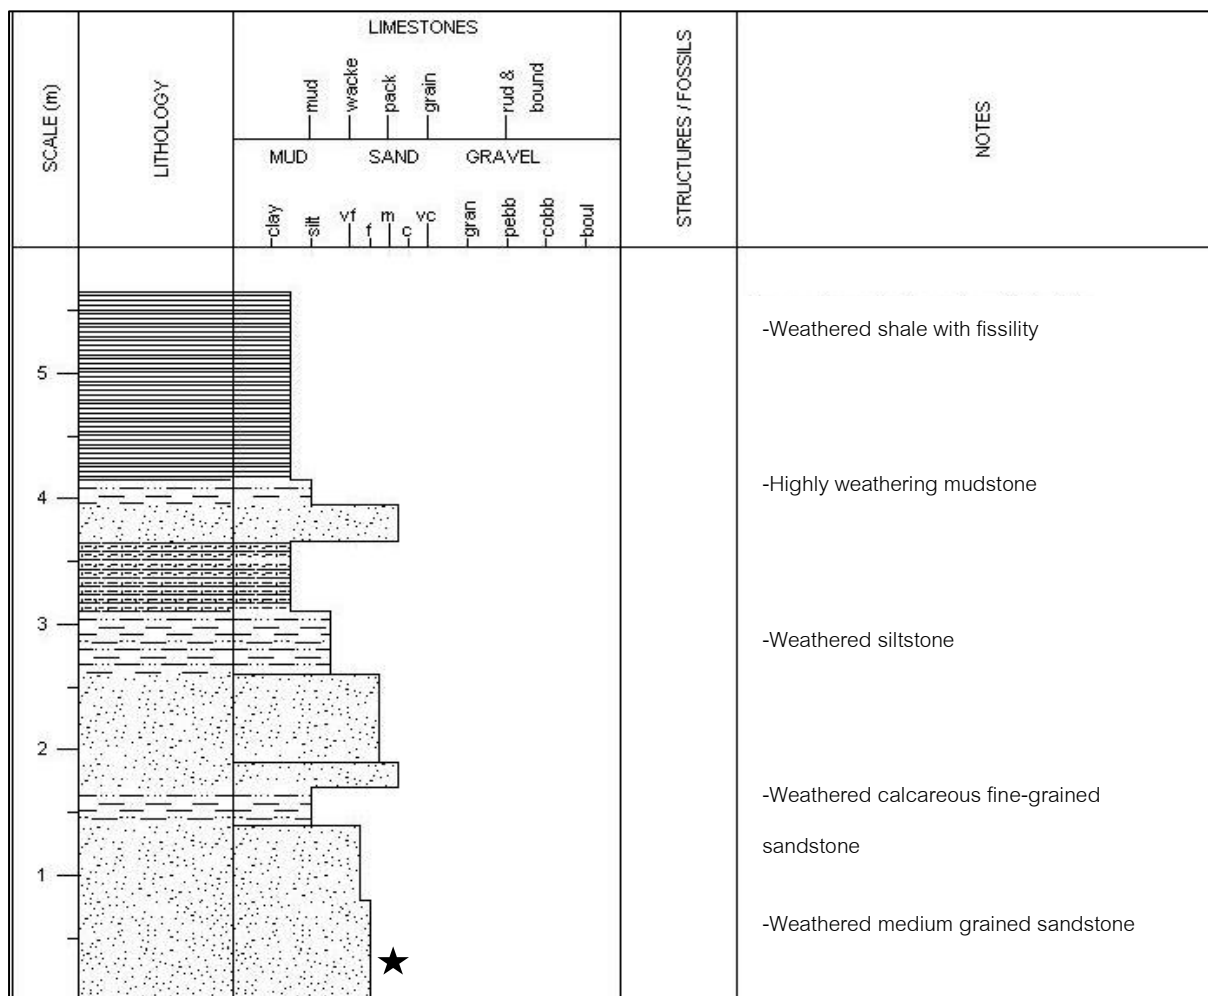 SCALE (m)
LITHOLOGY
LIMESTONES
mud
wacke
pack
grain
rud &
bound
MUD
SAND
GRAVEL
clay
silt
vf
f
m
c
vc
gran
pebb
cobb
boul
STRUCTURES / FOSSILS
NOTES
-Weathered shale with fissility
5
-Highly weathering mudstone
4
3
-Weathered siltstone
2
-Weathered calcareous fine-grained
sandstone
1
-Weathered medium grained sandstone